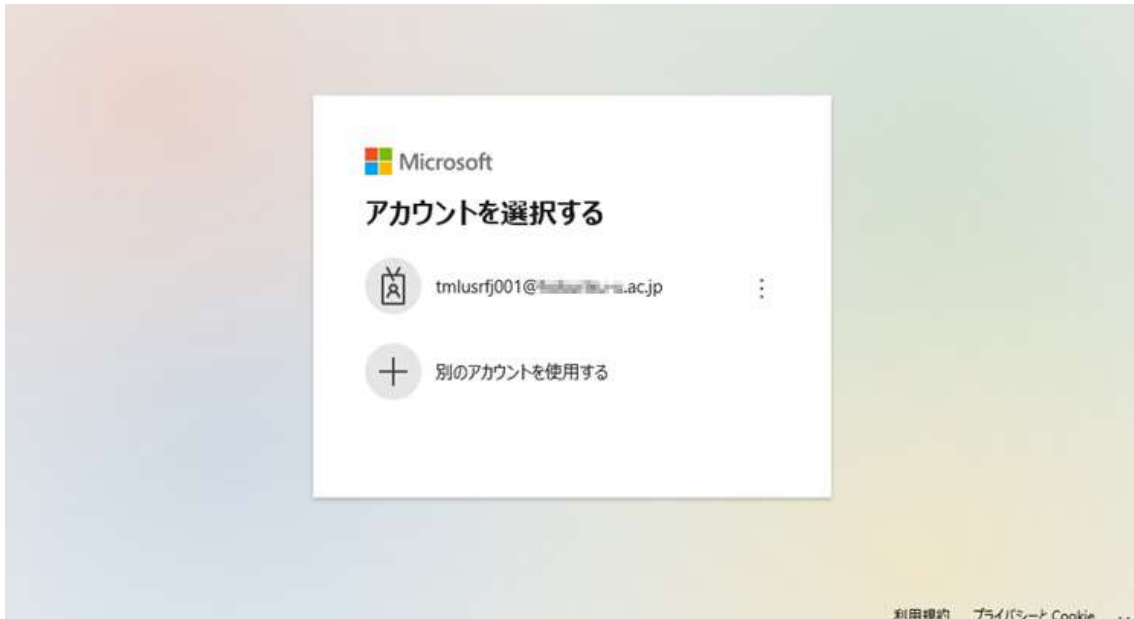 Microsoft
アカウントを選択する
tmlusrfj001@ .ac.jp
別のアカウントを使用する
利用規約 プライバシーと Cookie